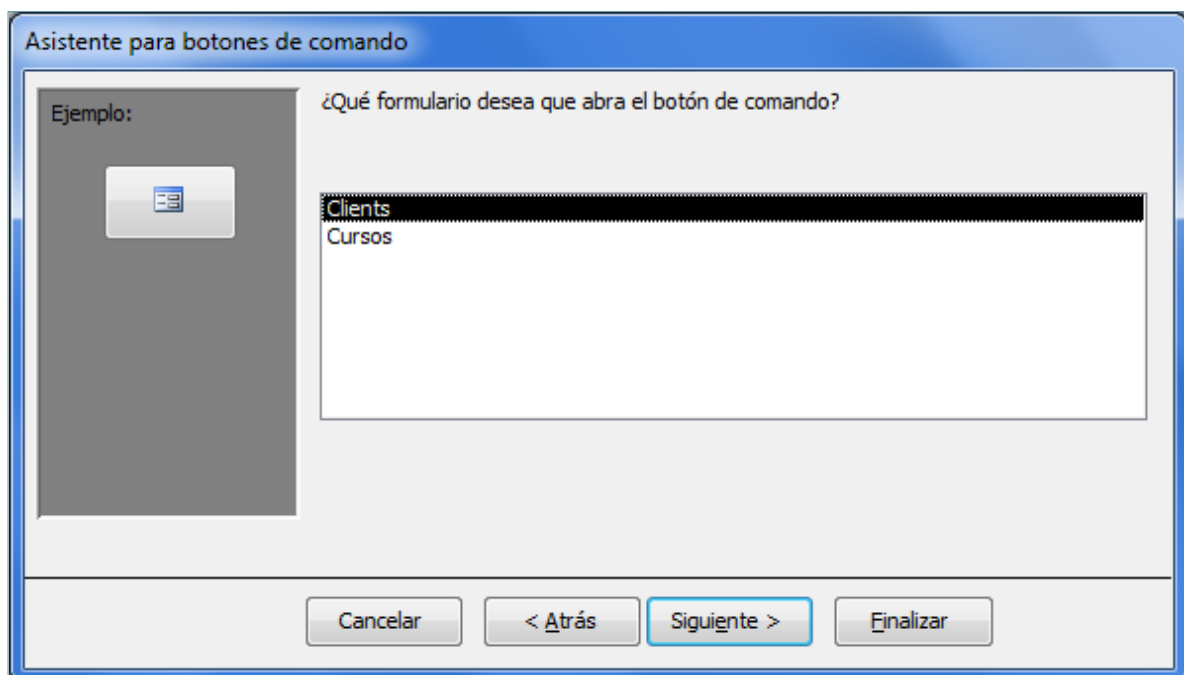 Asistente para botones de comando
Ejemplo:
¿Qué formulario desea que abra el botón de comando?
Clients
Cursos
Cancelar
< Atrás
Siguiente >
Finalizar